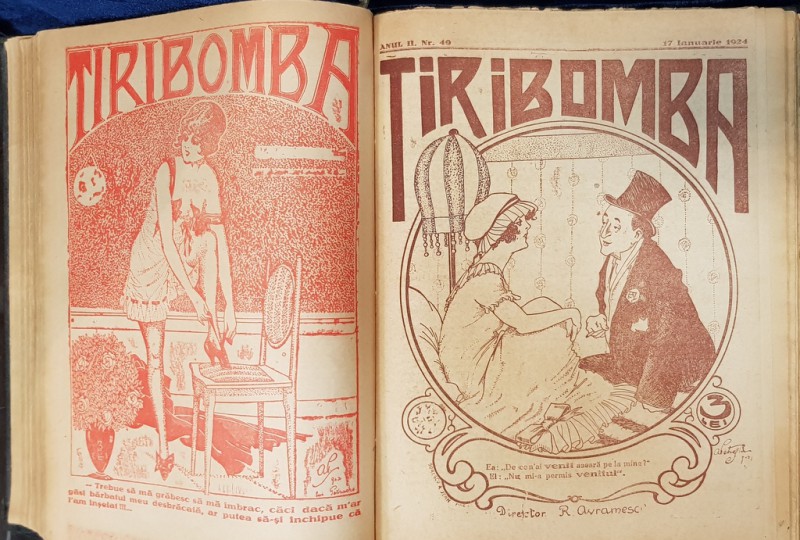 TIRIBOMBA
— Trebue să mă grăbesc să mă îmbrac, căci dacă m'ar
găsi bărbatul meu desbrăcată, ar putea să-și închipue că
l'am înșelat !!!...
ANUL II. Nr. 49
17 Ianuarie 1924
TIRIBOMBA
3
LEI
Ea: „De ce n'ai venit aseară pe la mine?"
El: „Nu mi-a permis venitul".
Director R. Avramescu